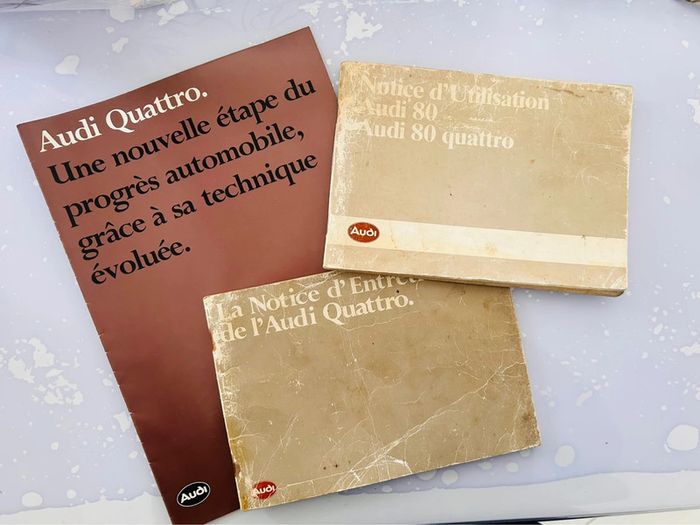 Audi Quattro.
Une nouvelle étape du
progrès automobile,
grâce à sa technique
évoluée.
Audi
Notice d'Utilisation
Audi 80
Audi 80 quattro
Audi
La Notice
de l'Audi Quattro.
Audi